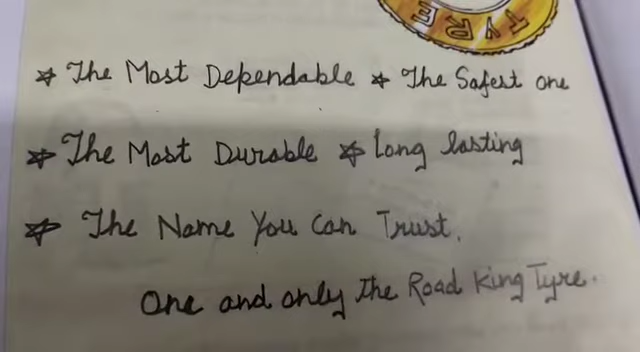 TYRE
☆ The Most Dependable ☆ The Safest one
☆ The Most Durable ☆ Long lasting
☆ The Name You Can Trust.
One and only the Road King Tyre.